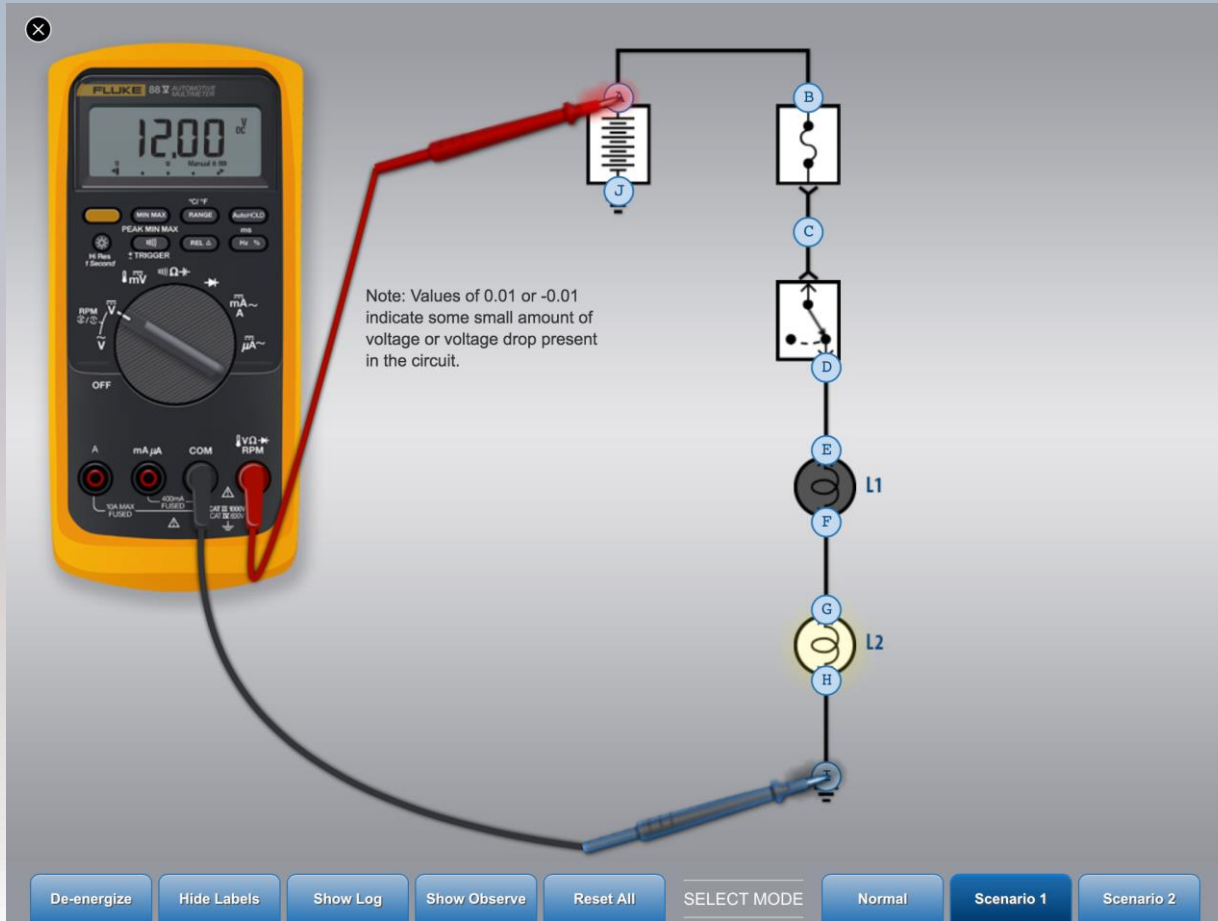 FLUKE 88 V AUTOMOTIVE MULTIMETER
12.00 V DC
°C/ °F
MIN MAX RANGE AutoHOLD
PEAK MIN MAX ms
REL Δ Hz %
Hi Res
1 Second
± TRIGGER
mV Ω
RPM V mA A
V µA
OFF
A mA µA COM VΩ RPM
400mA
FUSED
10A MAX
FUSED
CAT III 1000V
A
B
J
C
Note: Values of 0.01 or -0.01
indicate some small amount of
voltage or voltage drop present
in the circuit.
D
E
L1
F
G
L2
H
I
De-energize Hide Labels Show Log Show Observe Reset All SELECT MODE Normal Scenario 1 Scenario 2